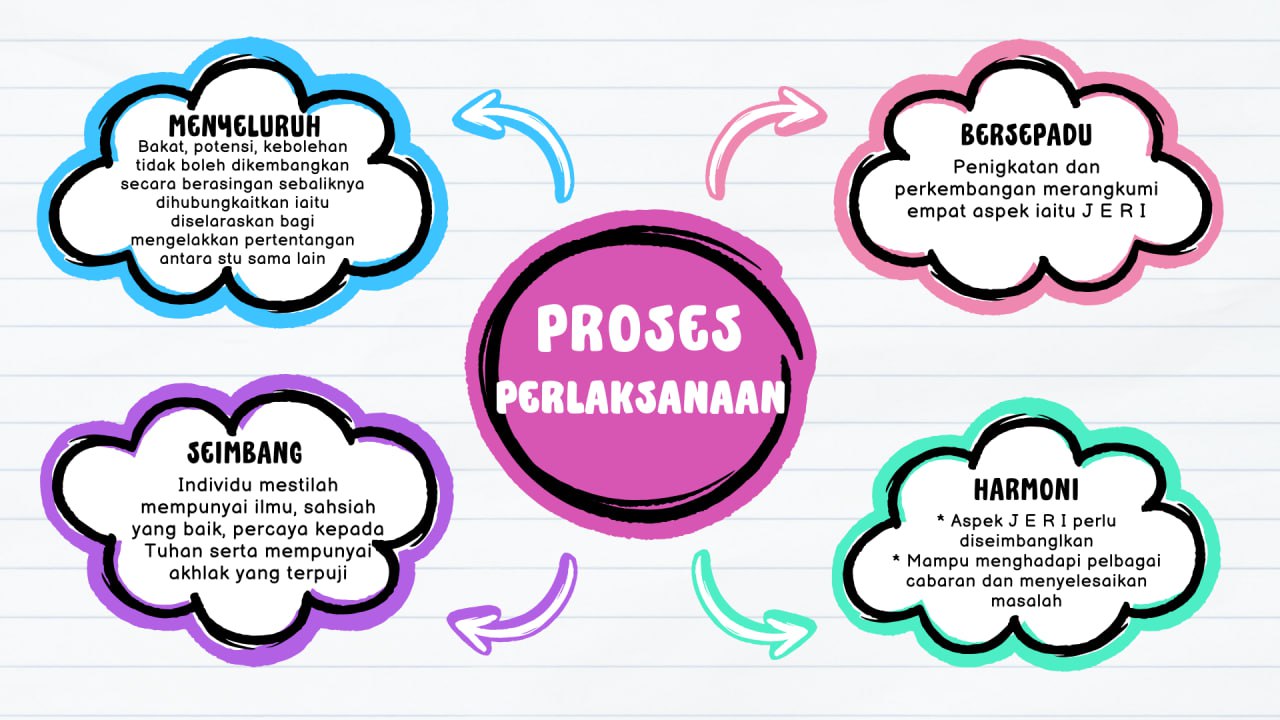 MENYELURUH
Bakat, potensi, kebolehan
tidak boleh dikembangkan
secara berasingan sebaliknya
dihubungkaitkan iaitu
diselaraskan bagi
mengelakkan pertentangan
antara stu sama lain
BERSEPADU
Penigkatan dan
perkembangan merangkumi
empat aspek iaitu J E R I
PROSES
PERLAKSANAAN
SEIMBANG
Individu mestilah
mempunyai ilmu, sahsiah
yang baik, percaya kepada
Tuhan serta mempunyai
akhlak yang terpuji
HARMONI
* Aspek J E R I perlu
diseimbanglkan
* Mampu menghadapi pelbagai
cabaran dan menyelesaikan
masalah